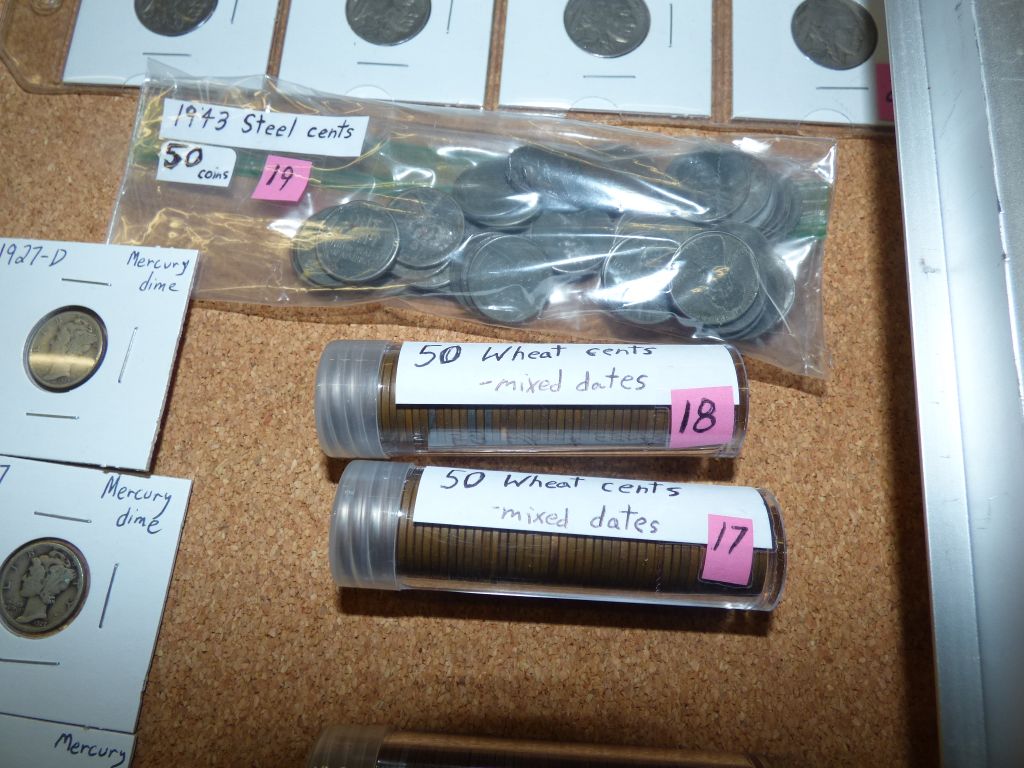 1943 Steel cents
50 coins
19
1927-D
Mercury
dime
50 Wheat cents
-mixed dates
18
7
Mercury
dime
50 Wheat cents
-mixed dates
17
Mercury